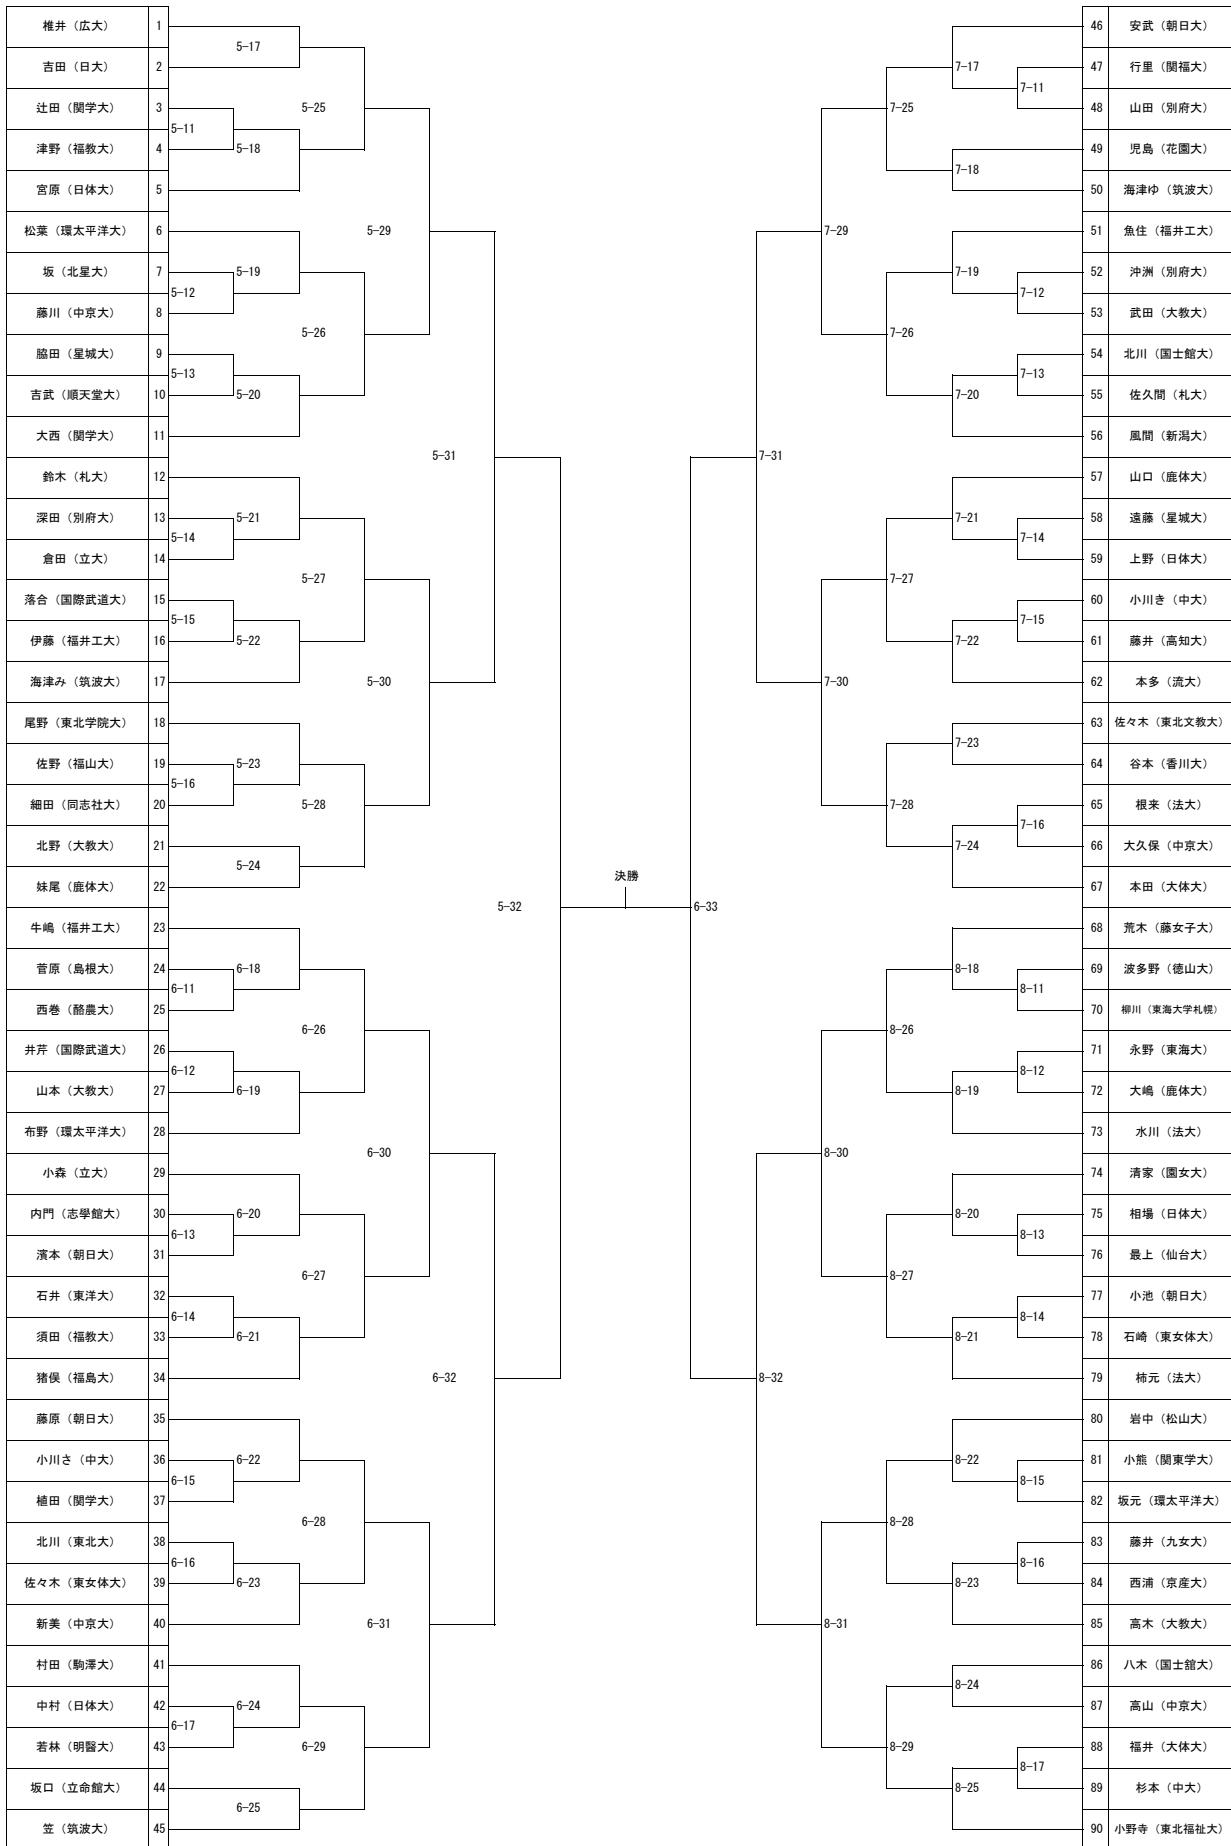 椎井（広大） 1
吉田（日大） 2
辻田（関学大） 3
津野（福教大） 4
宮原（日体大） 5
松葉（環太平洋大） 6
坂（北星大） 7
藤川（中京大） 8
脇田（星城大） 9
吉武（順天堂大） 10
大西（関学大） 11
鈴木（札大） 12
深田（別府大） 13
倉田（立大） 14
落合（国際武道大） 15
伊藤（福井工大） 16
海津み（筑波大） 17
尾野（東北学院大） 18
佐野（福山大） 19
細田（同志社大） 20
北野（大教大） 21
妹尾（鹿体大） 22
牛嶋（福井工大） 23
菅原（島根大） 24
西巻（酪農大） 25
井芹（国際武道大） 26
山本（大教大） 27
布野（環太平洋大） 28
小森（立大） 29
内門（志學館大） 30
濱本（朝日大） 31
石井（東洋大） 32
須田（福教大） 33
猪俣（福島大） 34
藤原（朝日大） 35
小川さ（中大） 36
植田（関学大） 37
北川（東北大） 38
佐々木（東女体大） 39
新美（中京大） 40
村田（駒澤大） 41
中村（日体大） 42
若林（明醫大） 43
坂口（立命館大） 44
笠（筑波大） 45
5-11
5-12
5-13
5-14
5-15
5-16
6-11
6-12
6-13
6-14
6-15
6-16
6-17
5-17
5-18
5-19
5-20
5-21
5-22
5-23
5-24
6-18
6-19
6-20
6-21
6-22
6-23
6-24
6-25
5-25
5-26
5-27
5-28
6-26
6-27
6-28
6-29
5-29
5-30
6-30
6-31
5-31
6-32
5-32
決勝
6-33
7-31
8-32
7-29
7-30
8-30
8-31
7-25
7-26
7-27
7-28
8-26
8-27
8-28
8-29
7-17
7-18
7-19
7-20
7-21
7-22
7-23
7-24
8-18
8-19
8-20
8-21
8-22
8-23
8-24
8-25
7-11
7-12
7-13
7-14
7-15
7-16
8-11
8-12
8-13
8-14
8-15
8-16
8-17
46 安武（朝日大）
47 行里（関福大）
48 山田（別府大）
49 児島（花園大）
50 海津ゆ（筑波大）
51 魚住（福井工大）
52 沖洲（別府大）
53 武田（大教大）
54 北川（国士館大）
55 佐久間（札大）
56 風間（新潟大）
57 山口（鹿体大）
58 遠藤（星城大）
59 上野（日体大）
60 小川き（中大）
61 藤井（高知大）
62 本多（流大）
63 佐々木（東北文教大）
64 谷本（香川大）
65 根来（法大）
66 大久保（中京大）
67 本田（大体大）
68 荒木（藤女子大）
69 波多野（徳山大）
70 柳川（東海大学札幌）
71 永野（東海大）
72 大嶋（鹿体大）
73 水川（法大）
74 清家（園女大）
75 相場（日体大）
76 最上（仙台大）
77 小池（朝日大）
78 石崎（東女体大）
79 柿元（法大）
80 岩中（松山大）
81 小熊（関東学大）
82 坂元（環太平洋大）
83 藤井（九女大）
84 西浦（京産大）
85 高木（大教大）
86 八木（国士舘大）
87 高山（中京大）
88 福井（大体大）
89 杉本（中大）
90 小野寺（東北福祉大）